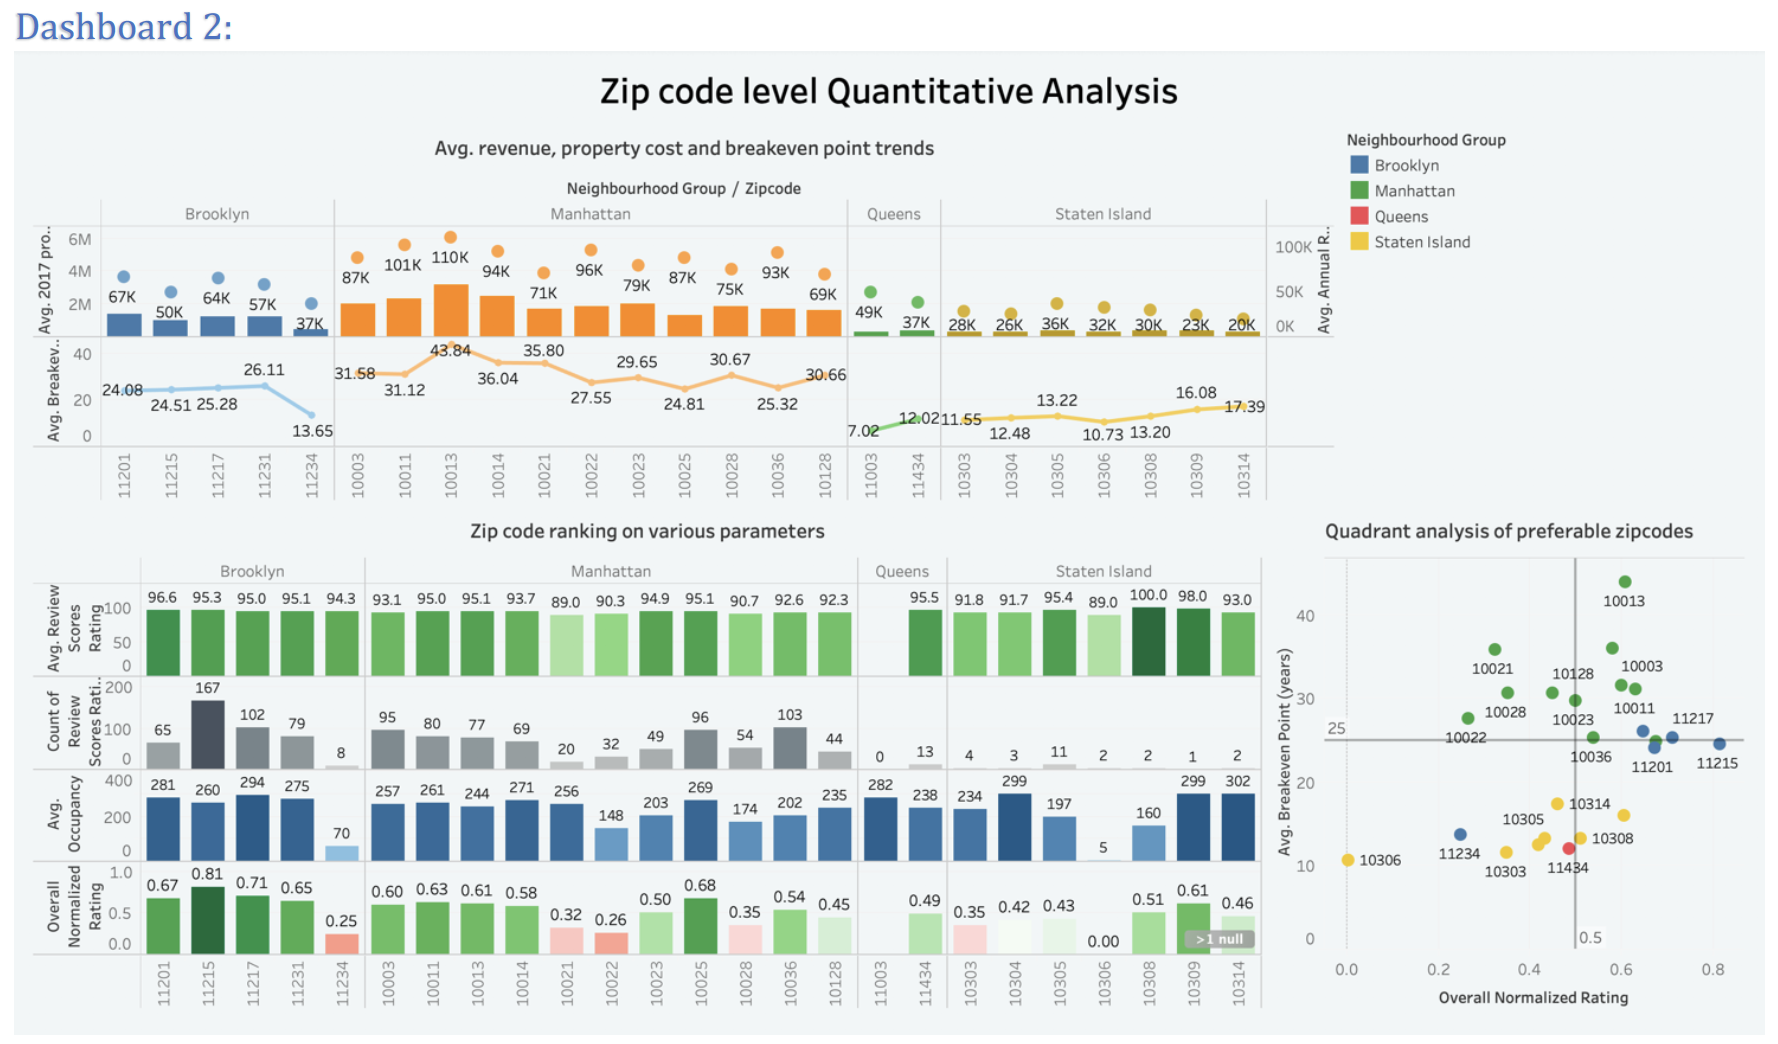 Dashboard 2:
Zip code level Quantitative Analysis
Avg. revenue, property cost and breakeven point trends
Neighbourhood Group / Zipcode
Brooklyn Manhattan Queens Staten Island
Avg. 2017 pro..
6M
4M
2M
67K 50K 64K 57K 37K 87K 101K 110K 94K 71K 96K 79K 87K 75K 93K 69K 49K 37K 28K 26K 36K 32K 30K 23K 20K
100K
50K
0K
Avg. Annual R..
Avg. Breakev..
40
20
0
24.08 24.51 25.28 26.11 13.65 31.58 31.12 43.84 36.04 35.80 27.55 29.65 24.81 30.67 25.32 30.66 7.02 12.02 11.55 12.48 13.22 10.73 13.20 16.08 17.39
11201 11215 11217 11231 11234 10003 10011 10013 10014 10021 10022 10023 10025 10028 10036 10128 11003 11434 10303 10304 10305 10306 10308 10309 10314
Neighbourhood Group
Brooklyn
Manhattan
Queens
Staten Island
Zip code ranking on various parameters
Brooklyn Manhattan Queens Staten Island
Avg. Review
Scores
Rating
100
50
0
96.6 95.3 95.0 95.1 94.3 93.1 95.0 95.1 93.7 89.0 90.3 94.9 95.1 90.7 92.6 92.3 95.5 91.8 91.7 95.4 89.0 100.0 98.0 93.0
Count of
Review
Scores Rati..
200
100
0
65 167 102 79 8 95 80 77 69 20 32 49 96 54 103 44 0 13 4 3 11 2 2 1 2
Avg.
Occupancy
400
200
0
281 260 294 275 70 257 261 244 271 256 148 203 269 174 202 235 282 238 234 299 197 5 160 299 302
Overall
Normalized
Rating
1.0
0.5
0.0
0.67 0.81 0.71 0.65 0.25 0.60 0.63 0.61 0.58 0.32 0.26 0.50 0.68 0.35 0.54 0.45 0.49 0.35 0.42 0.43 0.00 0.51 0.61 0.46
>1 null
11201 11215 11217 11231 11234 10003 10011 10013 10014 10021 10022 10023 10025 10028 10036 10128 11003 11434 10303 10304 10305 10306 10308 10309 10314
Quadrant analysis of preferable zipcodes
Avg. Breakeven Point (years)
40
30
20
10
0
25
0.5
10013
10021
10003
10128
10028
10011
10023
11217
10022
10036
11201
11215
10314
10305
10308
11234
10306
10303
11434
0.0 0.2 0.4 0.6 0.8
Overall Normalized Rating